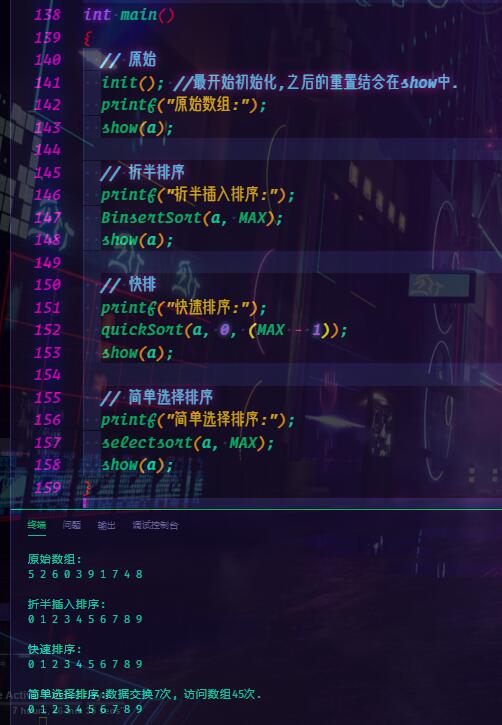 138 int main()
139 {
140 // 原始
141 init(); //最开始初始化,之后的重置结合在show中.
142 printf("原始数组:");
143 show(a);
144
145 // 折半排序
146 printf("折半插入排序:");
147 BinsertSort(a, MAX);
148 show(a);
149
150 // 快排
151 printf("快速排序:");
152 quickSort(a, 0, (MAX - 1));
153 show(a);
154
155 // 简单选择排序
156 printf("简单选择排序:");
157 selectsort(a, MAX);
158 show(a);
159 }
终端 问题 输出 调试控制台
原始数组:
5 2 6 0 3 9 1 7 4 8
折半插入排序:
0 1 2 3 4 5 6 7 8 9
快速排序:
0 1 2 3 4 5 6 7 8 9
简单选择排序:数据交换7次, 访问数组45次.
0 1 2 3 4 5 6 7 8 9